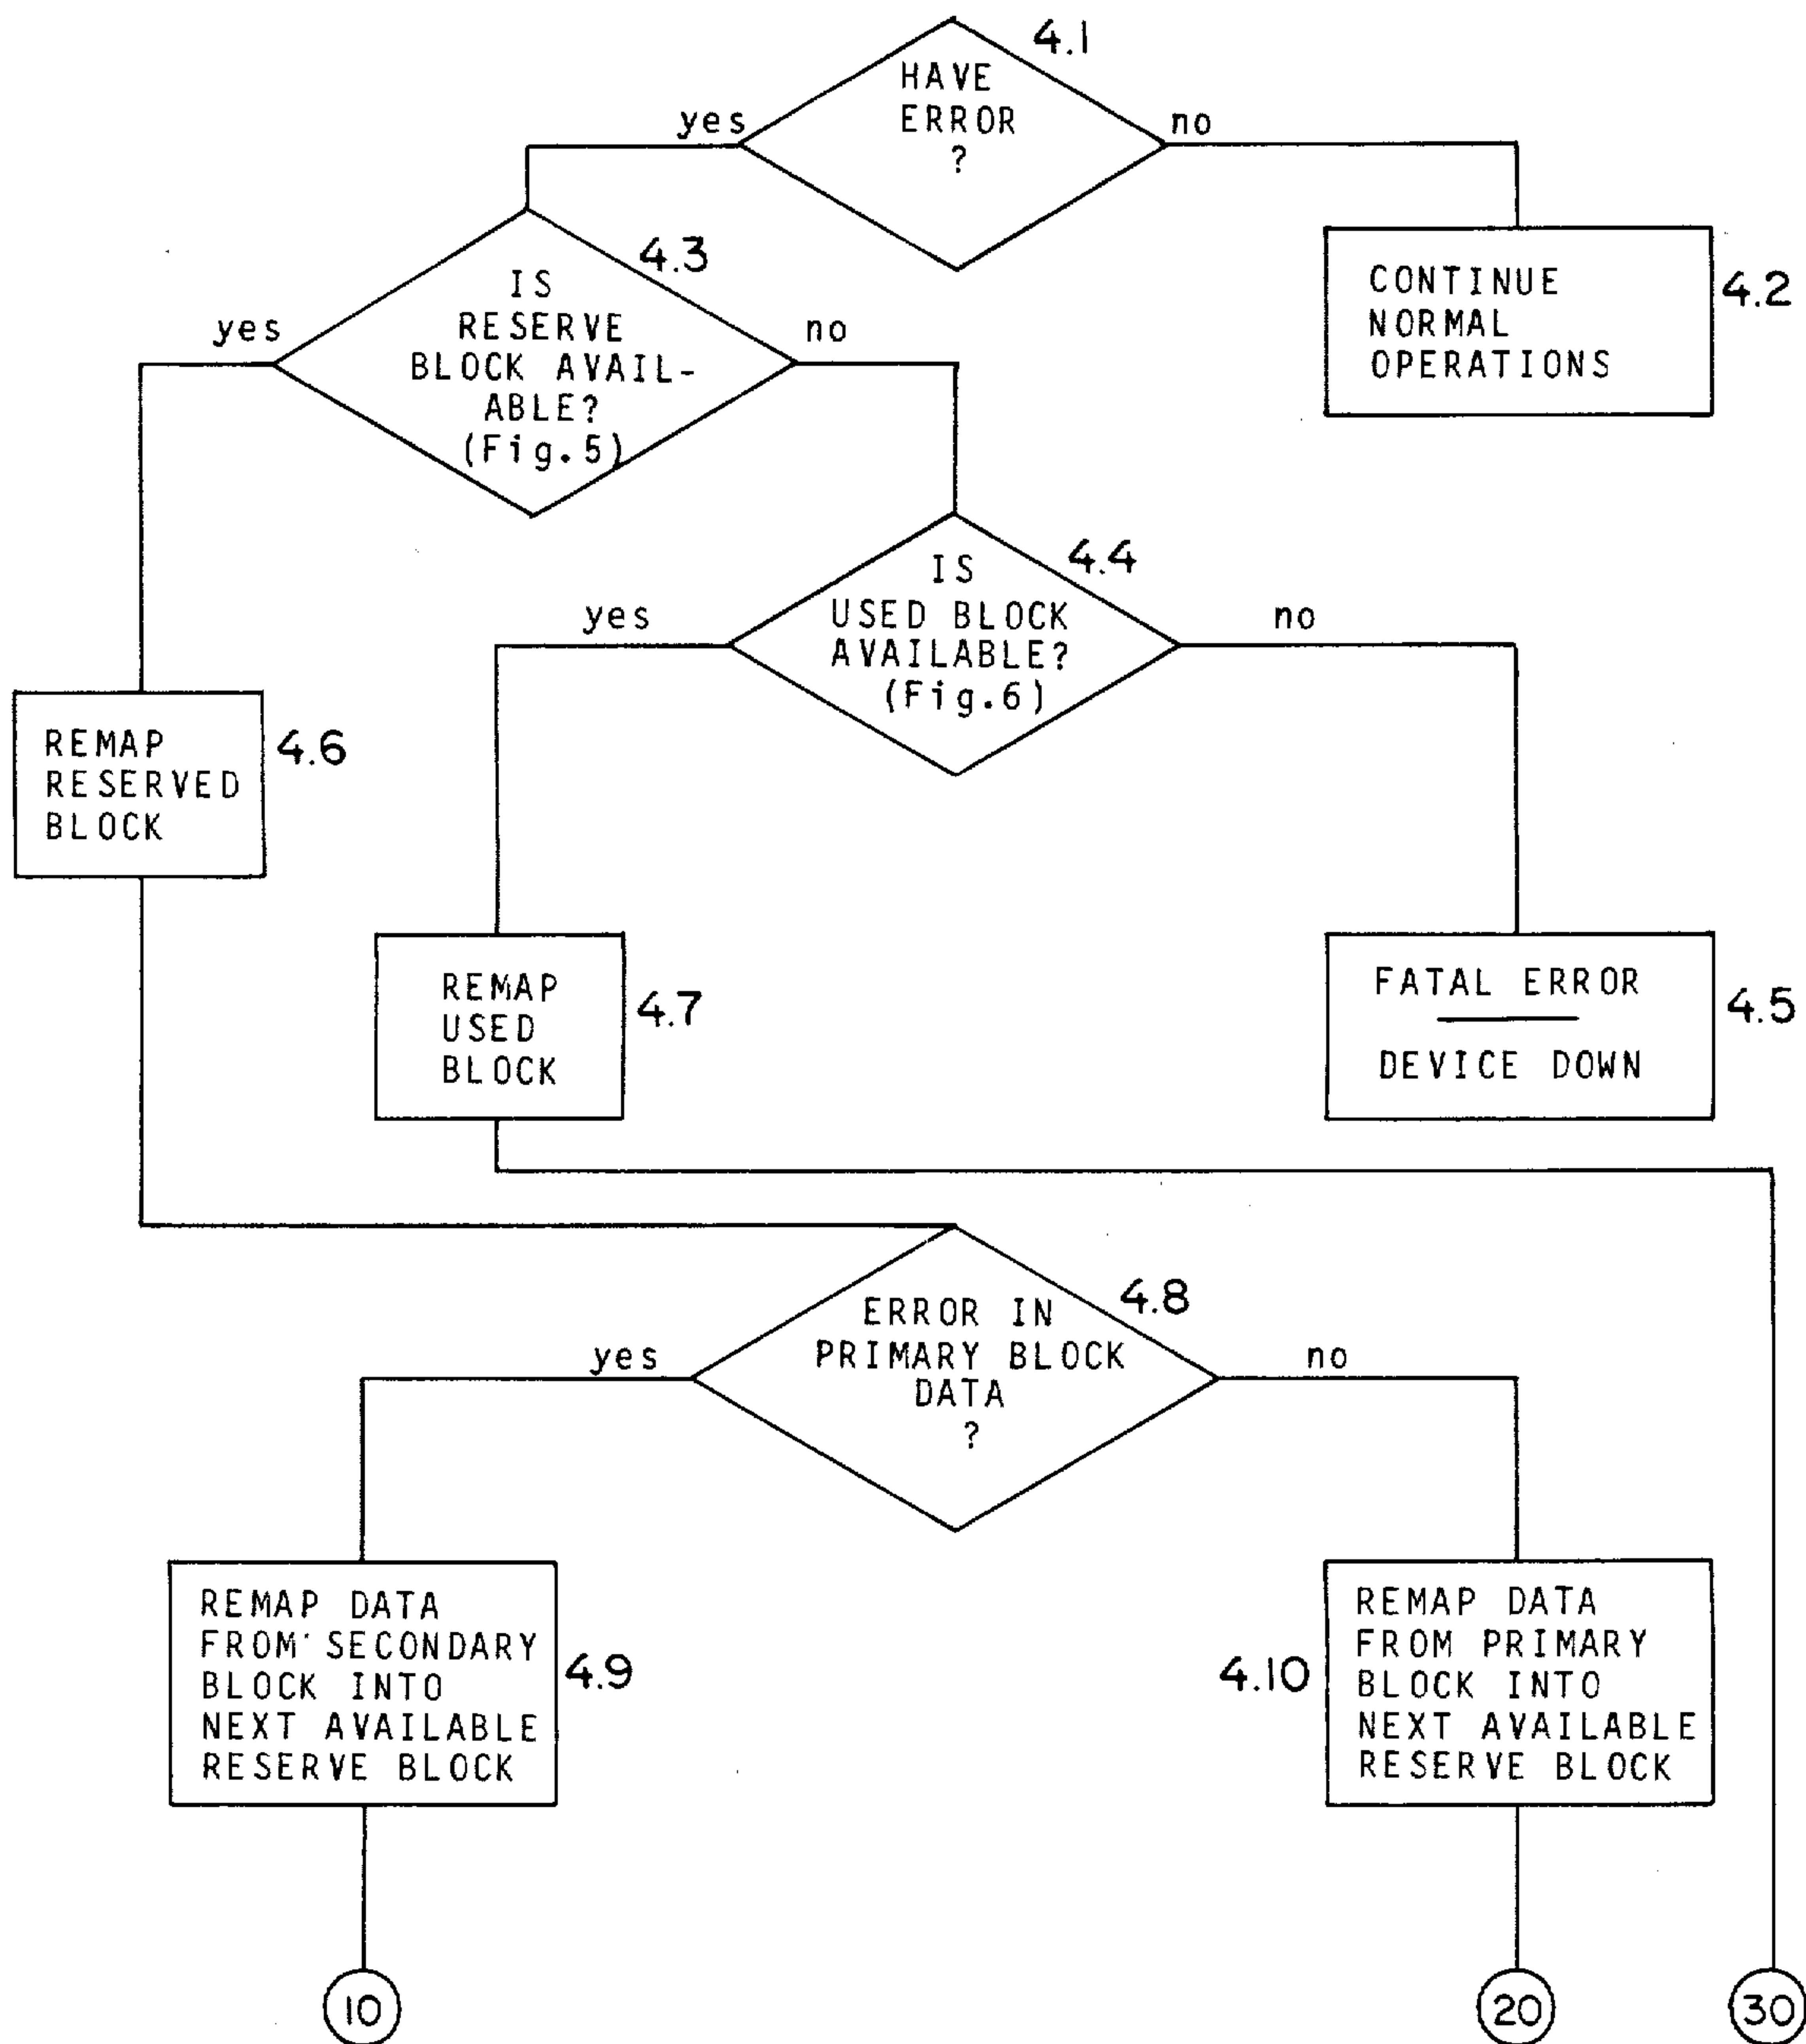 4.1
HAVE
ERROR
?
yes
no
4.3
IS
RESERVE
BLOCK AVAIL-
ABLE?
(Fig.5)
yes
no
CONTINUE
NORMAL
OPERATIONS
4.2
4.4
IS
USED BLOCK
AVAILABLE?
(Fig.6)
yes
no
REMAP
RESERVED
BLOCK
4.6
REMAP
USED
BLOCK
4.7
FATAL ERROR
DEVICE DOWN
4.5
4.8
ERROR IN
PRIMARY BLOCK
DATA
?
yes
no
REMAP DATA
FROM SECONDARY
BLOCK INTO
NEXT AVAILABLE
RESERVE BLOCK
4.9
4.10
REMAP DATA
FROM PRIMARY
BLOCK INTO
NEXT AVAILABLE
RESERVE BLOCK
10
20
30